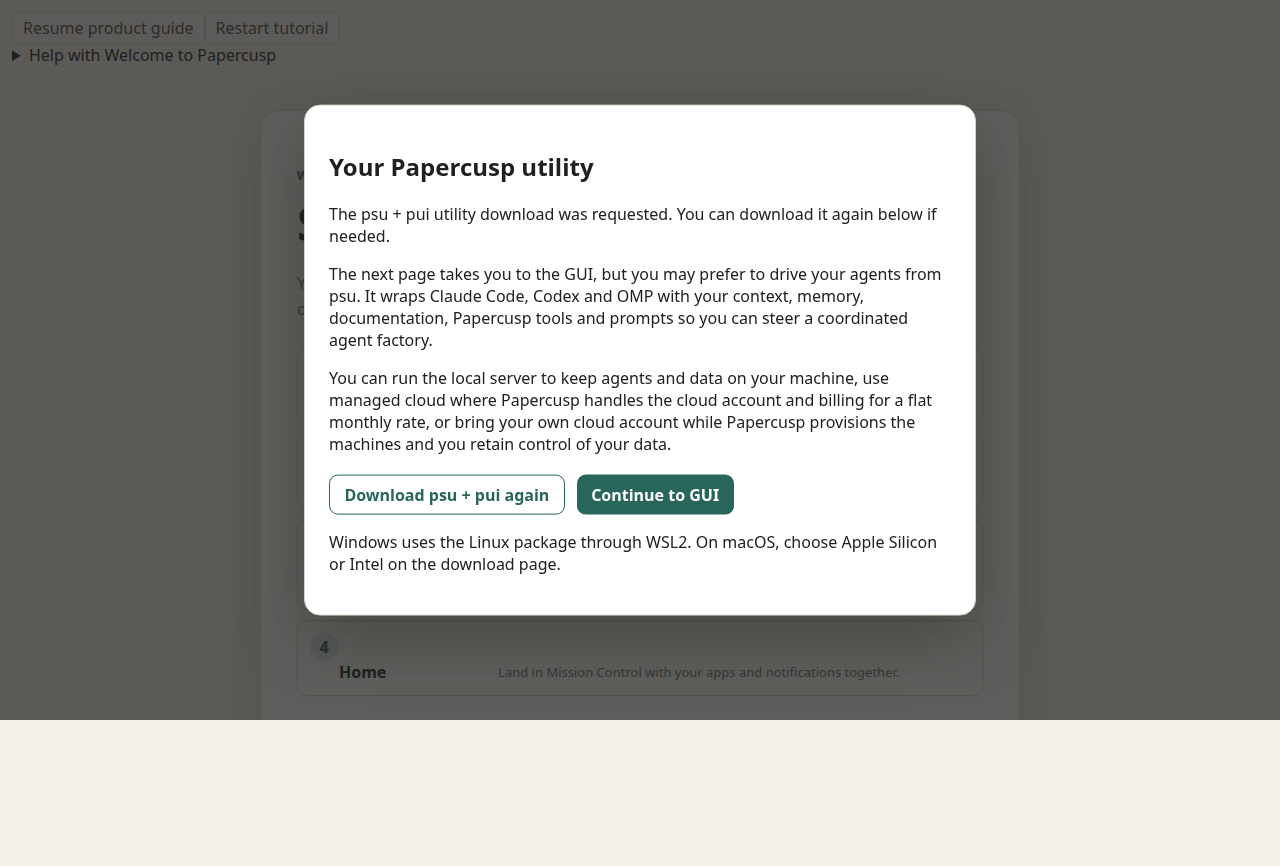 Resume product guide Restart tutorial
Help with Welcome to Papercusp
Your Papercusp utility
The psu + pui utility download was requested. You can download it again below if
needed.
The next page takes you to the GUI, but you may prefer to drive your agents from
psu. It wraps Claude Code, Codex and OMP with your context, memory,
documentation, Papercusp tools and prompts so you can steer a coordinated
agent factory.
You can run the local server to keep agents and data on your machine, use
managed cloud where Papercusp handles the cloud account and billing for a flat
monthly rate, or bring your own cloud account while Papercusp provisions the
machines and you retain control of your data.
Download psu + pui again Continue to GUI
Windows uses the Linux package through WSL2. On macOS, choose Apple Silicon
or Intel on the download page.
4
Home Land in Mission Control with your apps and notifications together.